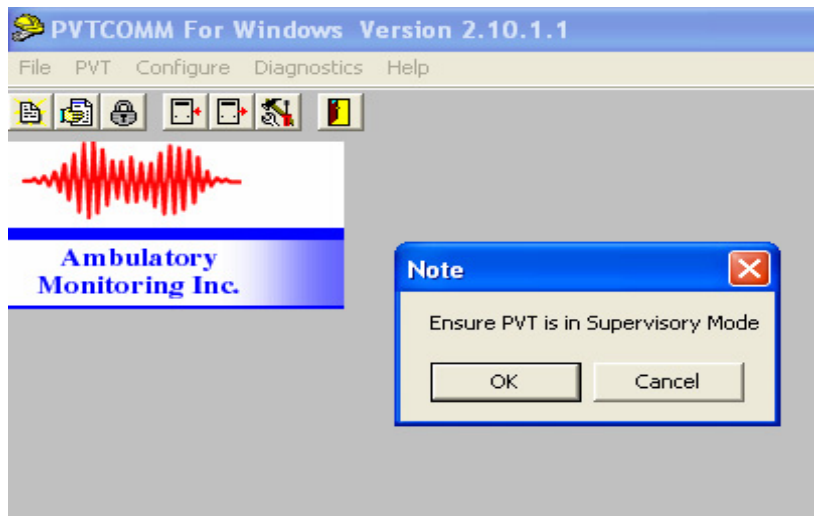 PVTCOMM For Windows Version 2.10.1.1
File PVT Configure Diagnostics Help
Ambulatory
Monitoring Inc.
Note
Ensure PVT is in Supervisory Mode
OK Cancel